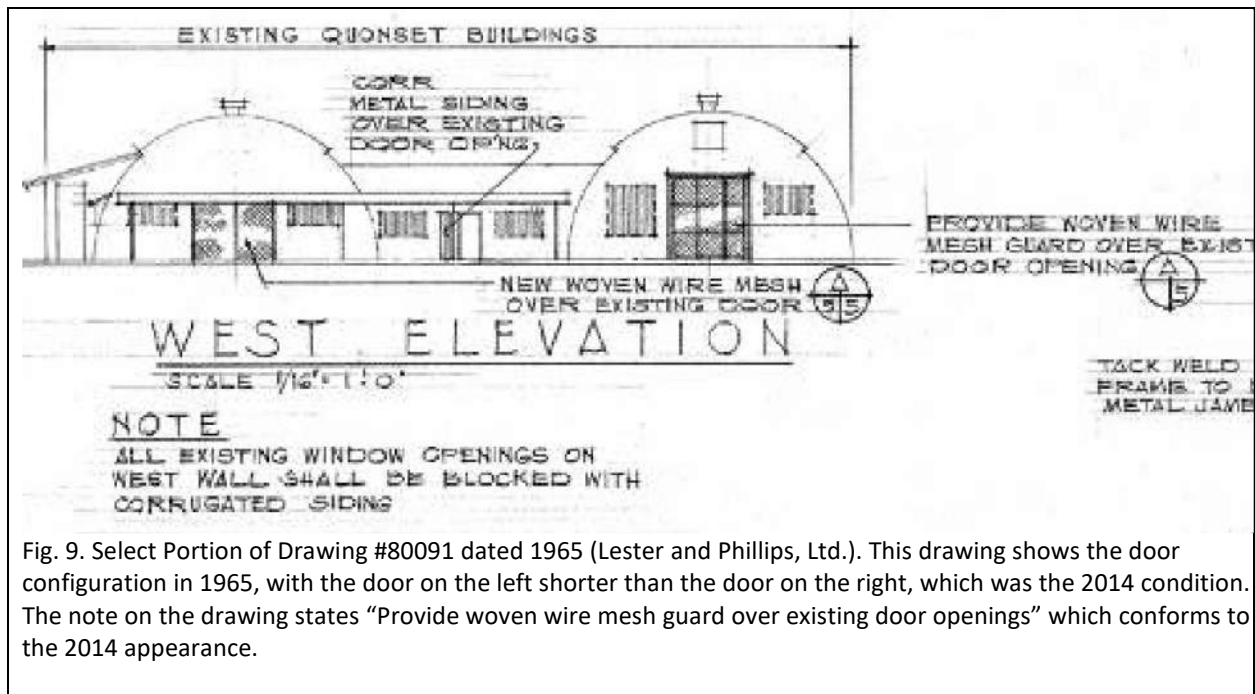 EXISTING QUONSET BUILDINGS
CORR
METAL SIDING
OVER EXISTING
DOOR OP'NG.
PROVIDE WOVEN WIRE
MESH GUARD OVER EXIST
DOOR OPENING
A
5
NEW WOVEN WIRE MESH
OVER EXISTING DOOR
A
5 5
WEST ELEVATION
SCALE 1/16" = 1'-0"
TACK WELD
FRAME TO
METAL JAMB
NOTE
ALL EXISTING WINDOW OPENINGS ON
WEST WALL SHALL BE BLOCKED WITH
CORRUGATED SIDING
Fig. 9. Select Portion of Drawing #80091 dated 1965 (Lester and Phillips, Ltd.). This drawing shows the door
configuration in 1965, with the door on the left shorter than the door on the right, which was the 2014 condition.
The note on the drawing states “Provide woven wire mesh guard over existing door openings” which conforms to
the 2014 appearance.